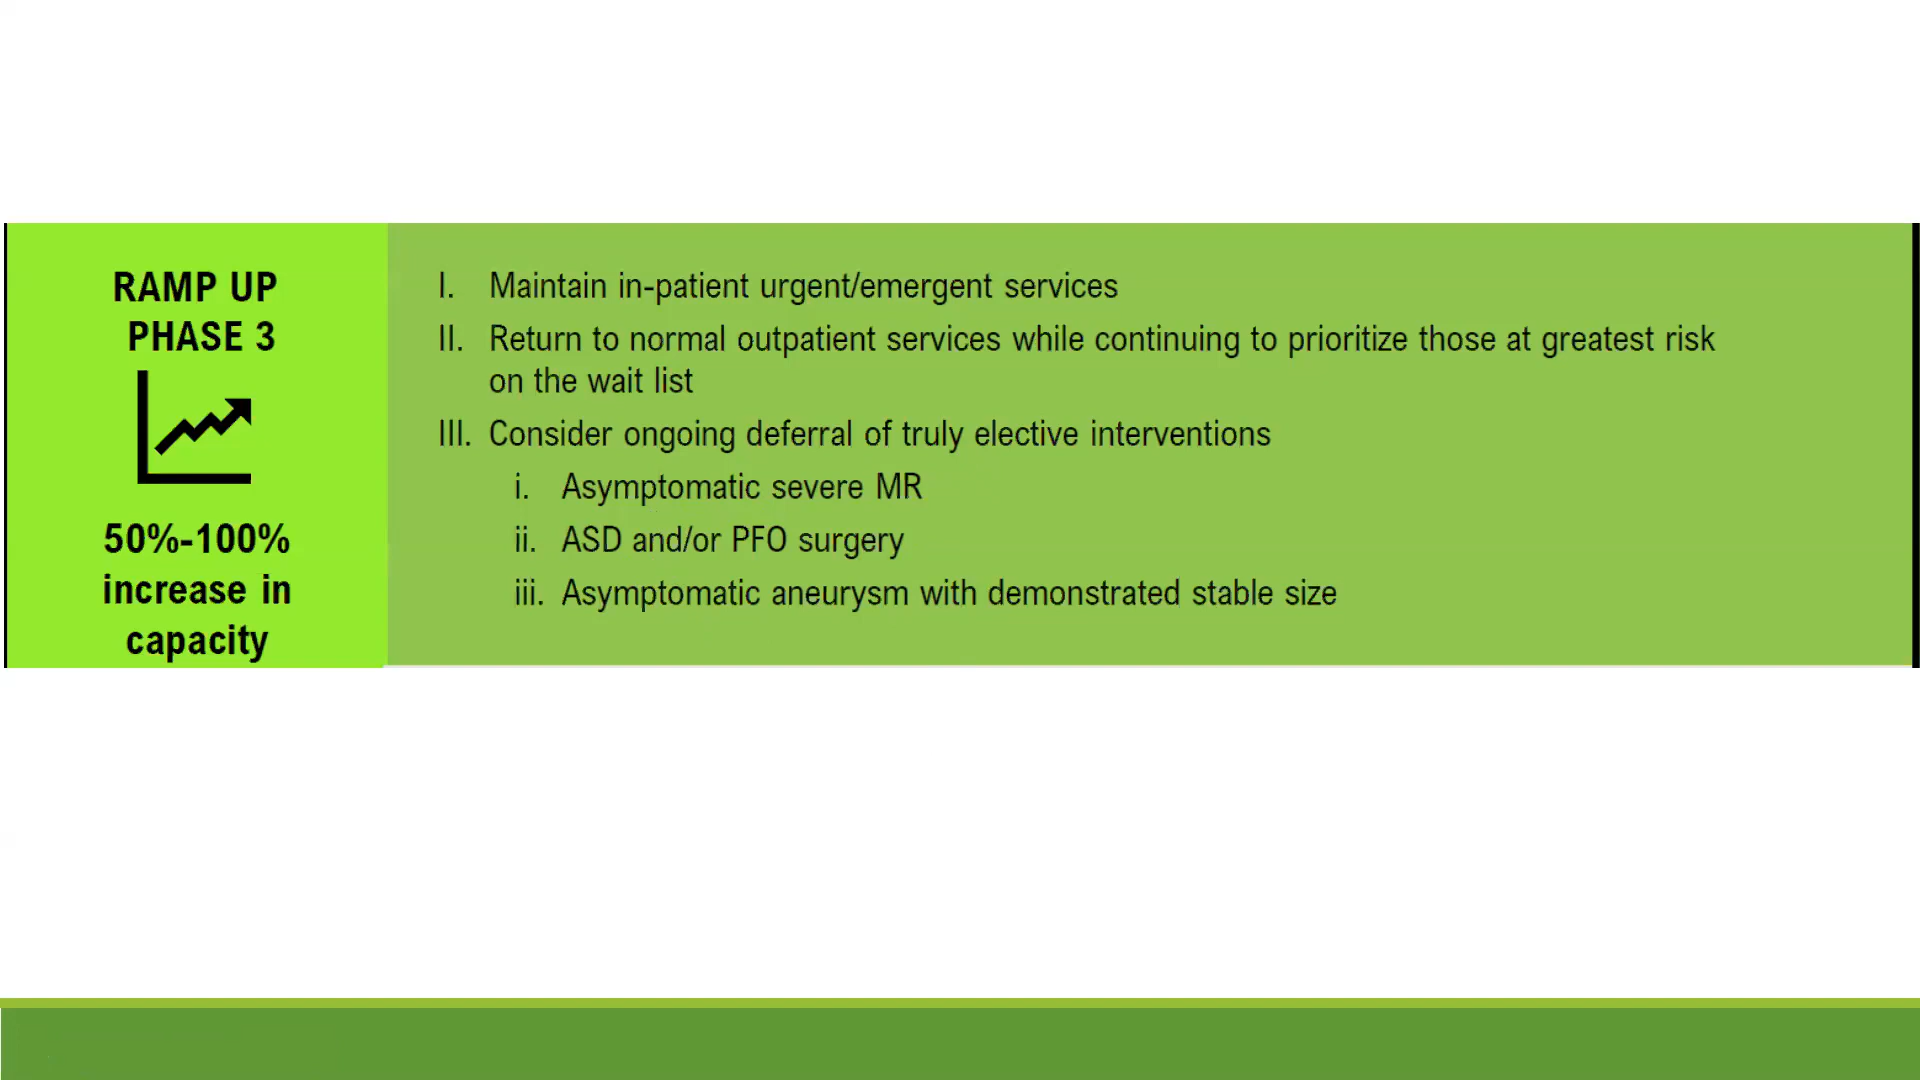 RAMP UP
PHASE 3
50%-100%
increase in
capacity
I. Maintain in-patient urgent/emergent services
II. Return to normal outpatient services while continuing to prioritize those at greatest risk
on the wait list
III. Consider ongoing deferral of truly elective interventions
i. Asymptomatic severe MR
ii. ASD and/or PFO surgery
iii. Asymptomatic aneurysm with demonstrated stable size